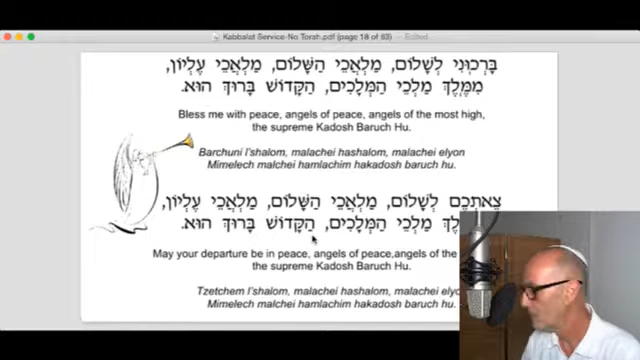 Kabbalat Service-No Torah.pdf (page 18 of 63) — Edited
בָּרְכוּנִי לְשָׁלוֹם, מַלְאֲכֵי הַשָּׁלוֹם, מַלְאֲכֵי עֶלְיוֹן,
מִמֶּלֶךְ מַלְכֵי הַמְּלָכִים, הַקָּדוֹשׁ בָּרוּךְ הוּא.
Bless me with peace, angels of peace, angels of the most high,
the supreme Kadosh Baruch Hu.
Barchuni l'shalom, malachei hashalom, malachei elyon
Mimelech malchei hamlachim hakadosh baruch hu.
צֵאתְכֶם לְשָׁלוֹם, מַלְאֲכֵי הַשָּׁלוֹם, מַלְאֲכֵי עֶלְיוֹן,
מַלְכֵי הַמְּלָכִים, הַקָּדוֹשׁ בָּרוּךְ הוּא.
May your departure be in peace, angels of peace,angels of the
the supreme Kadosh Baruch Hu.
Tzetchem l'shalom, malachei hashalom, malachei
Mimelech malchei hamlachim hakadosh baruch hu.